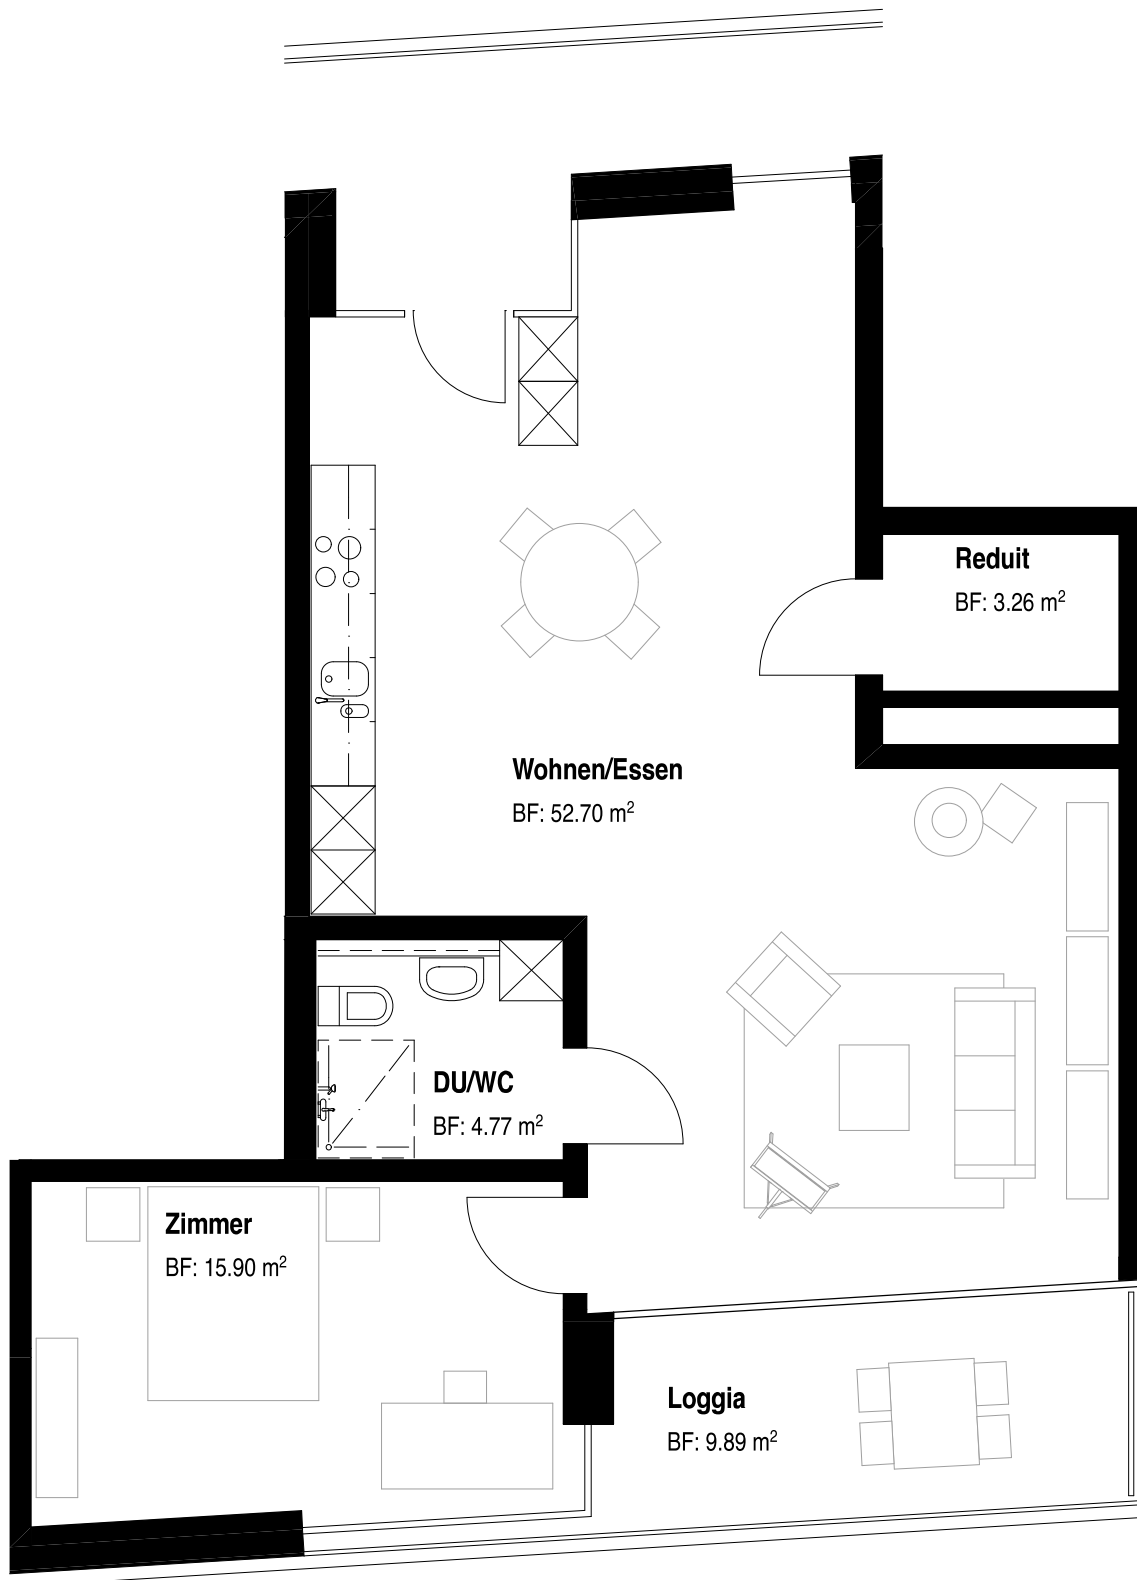 Reduit
BF: 3.26 m²
Wohnen/Essen
BF: 52.70 m²
DU/WC
BF: 4.77 m²
Zimmer
BF: 15.90 m²
Loggia
BF: 9.89 m²